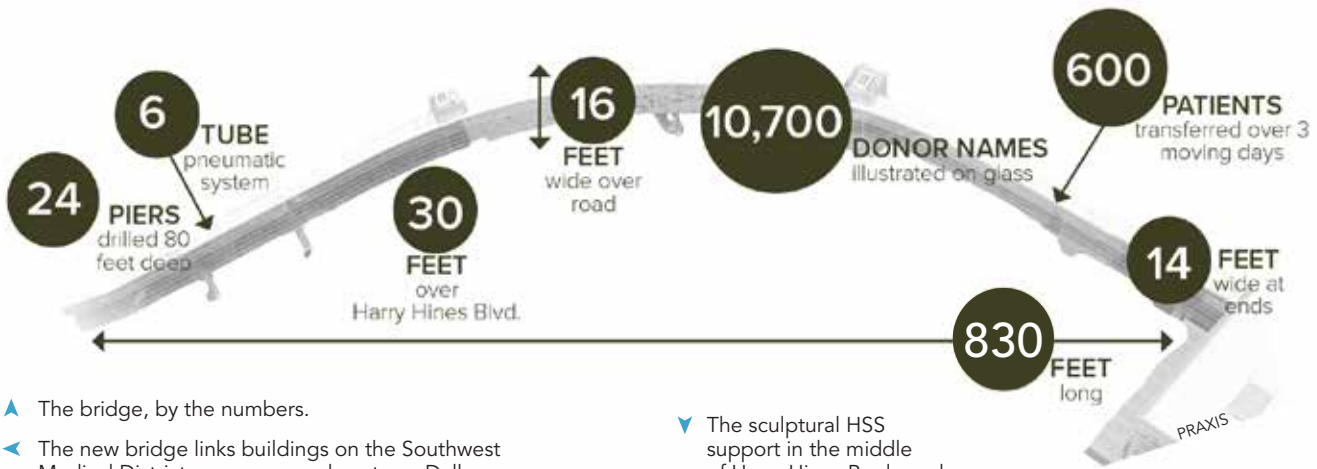 6
TUBE
pneumatic
system
24
PIERS
drilled 80
feet deep
30
FEET
over
Harry Hines Blvd.
16
FEET
wide over
road
10,700
DONOR NAMES
illustrated on glass
600
PATIENTS
transferred over 3
moving days
14
FEET
wide at
ends
830
FEET
long
PRAXIS
The bridge, by the numbers.
The new bridge links buildings on the Southwest
The sculptural HSS
support in the middle